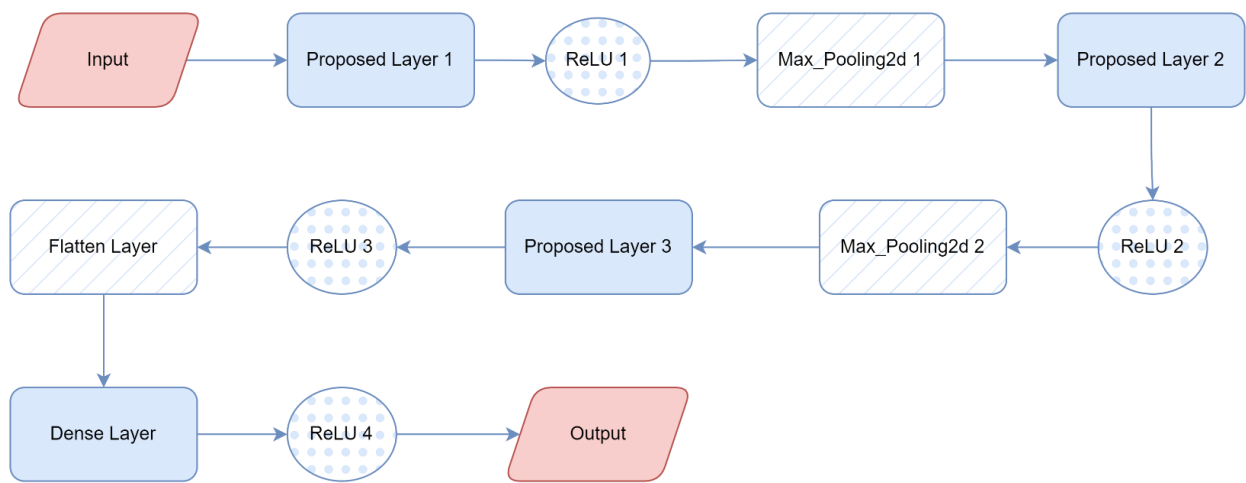 Input
Proposed Layer 1
ReLU 1
Max_Pooling2d 1
Proposed Layer 2
Flatten Layer
ReLU 3
Proposed Layer 3
Max_Pooling2d 2
ReLU 2
Dense Layer
ReLU 4
Output